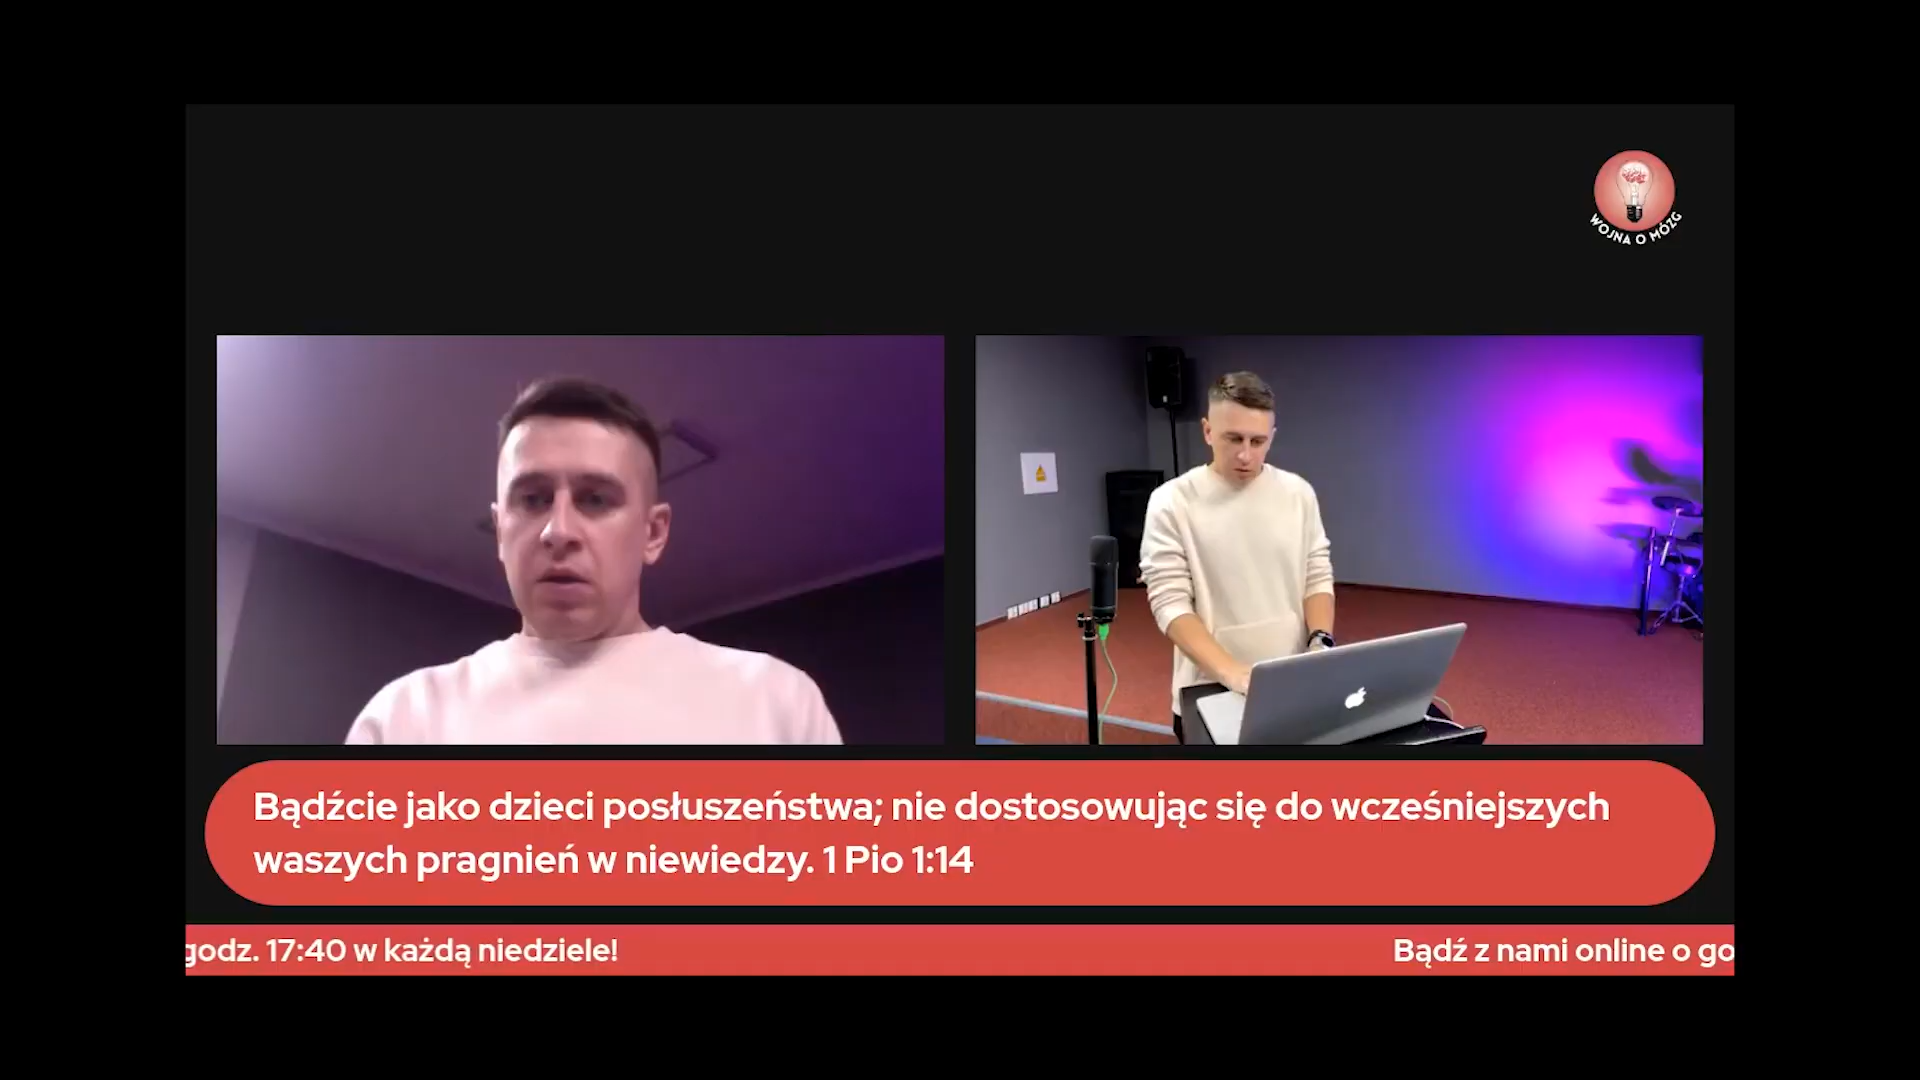 WOJNA O MÓZG
Bądźcie jako dzieci posłuszeństwa; nie dostosowując się do wcześniejszych
waszych pragnień w niewiedzy. 1 Pio 1:14
godz. 17:40 w każdą niedziele!
Bądź z nami online o go